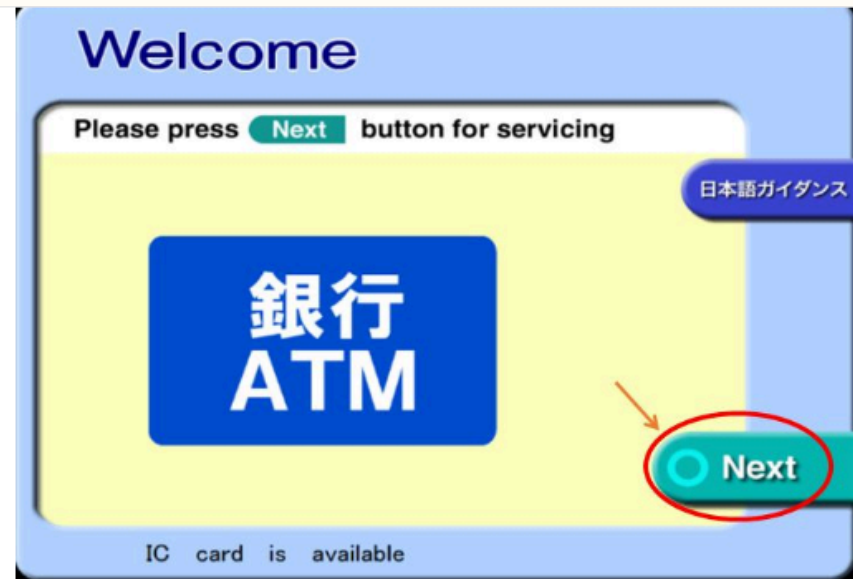 Welcome
Please press Next button for servicing
日本語ガイダンス
銀行
ATM
Next
IC card is available